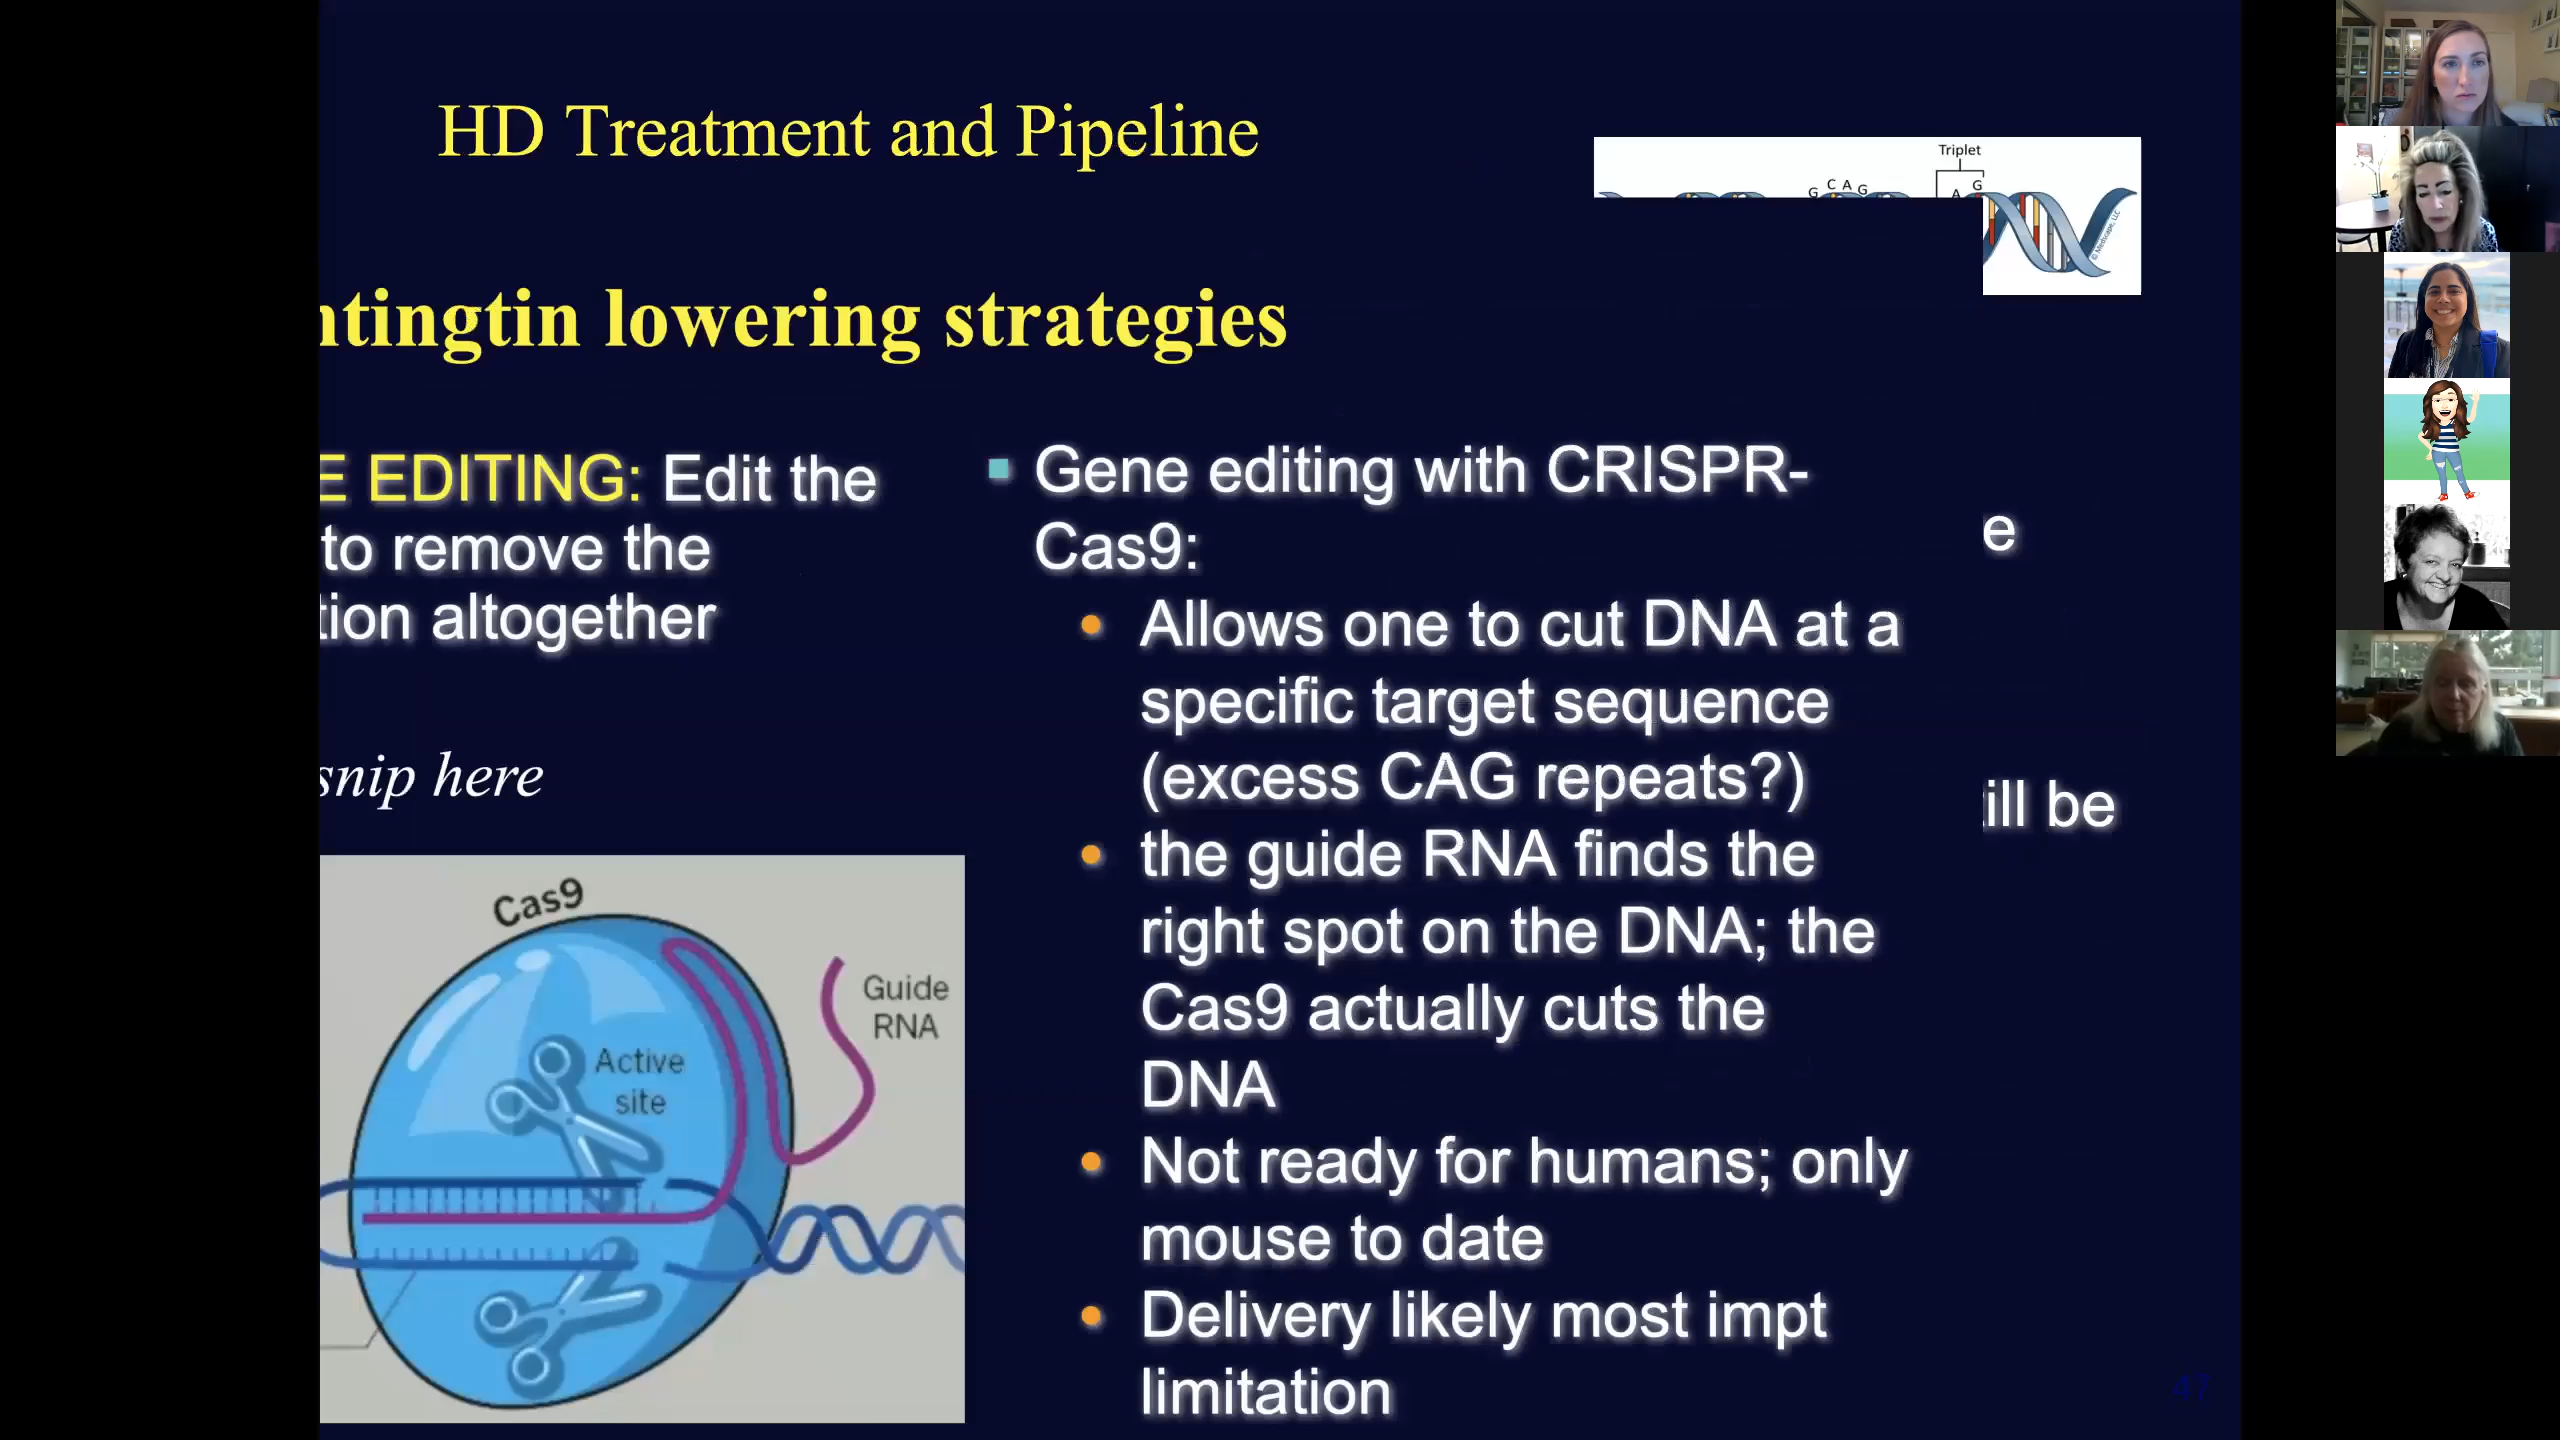 HD Treatment and Pipeline
Triplet
G C A G
A G
© Medscape, LLC
ntingtin lowering strategies
E EDITING: Edit the
to remove the
tion altogether
snip here
Cas9
Guide
RNA
Active
site
Gene editing with CRISPR-
Cas9:
Allows one to cut DNA at a
specific target sequence
(excess CAG repeats?)
the guide RNA finds the
right spot on the DNA; the
Cas9 actually cuts the
DNA
Not ready for humans; only
mouse to date
Delivery likely most impt
limitation
e
ill be
47